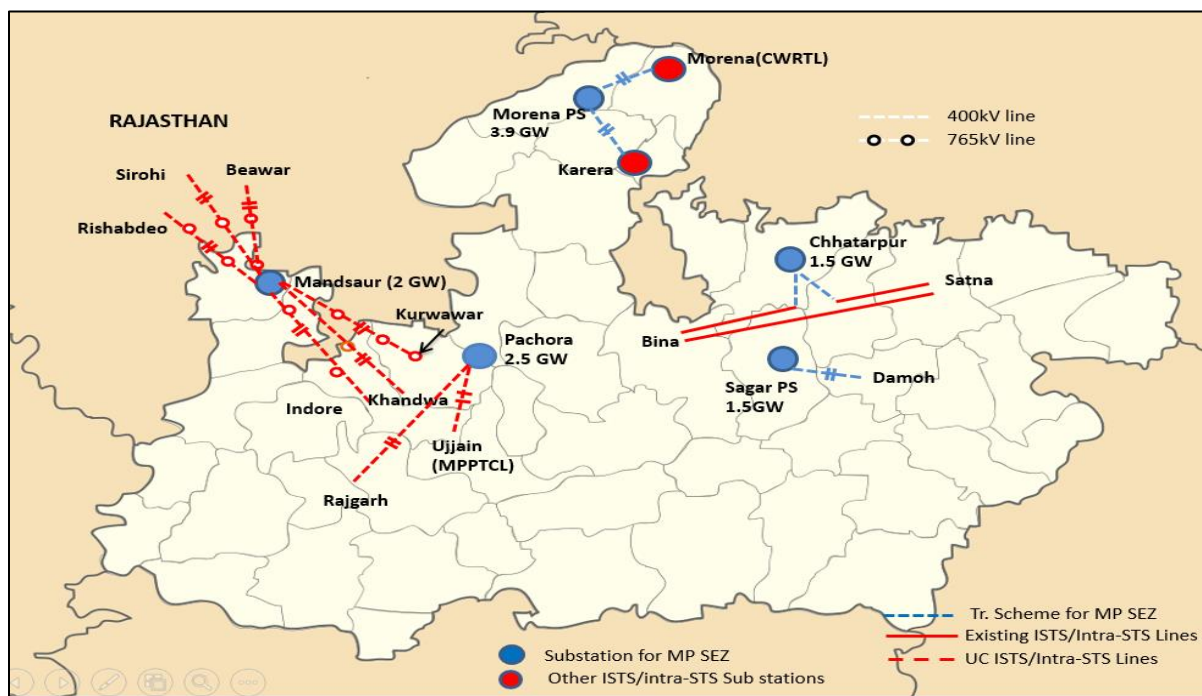 Morena(CWRTL)
Morena PS
3.9 GW
400kV line
765kV line
RAJASTHAN
Karera
Sirohi
Beawar
Rishabdeo
Chhatarpur
1.5 GW
Mandsaur (2 GW)
Satna
Kurwawar
Pachora
2.5 GW
Bina
Sagar PS
1.5GW
Damoh
Indore
Khandwa
Ujjain
(MPPTCL)
Rajgarh
Tr. Scheme for MP SEZ
Existing ISTS/Intra-STS Lines
UC ISTS/Intra-STS Lines
Substation for MP SEZ
Other ISTS/intra-STS Sub stations